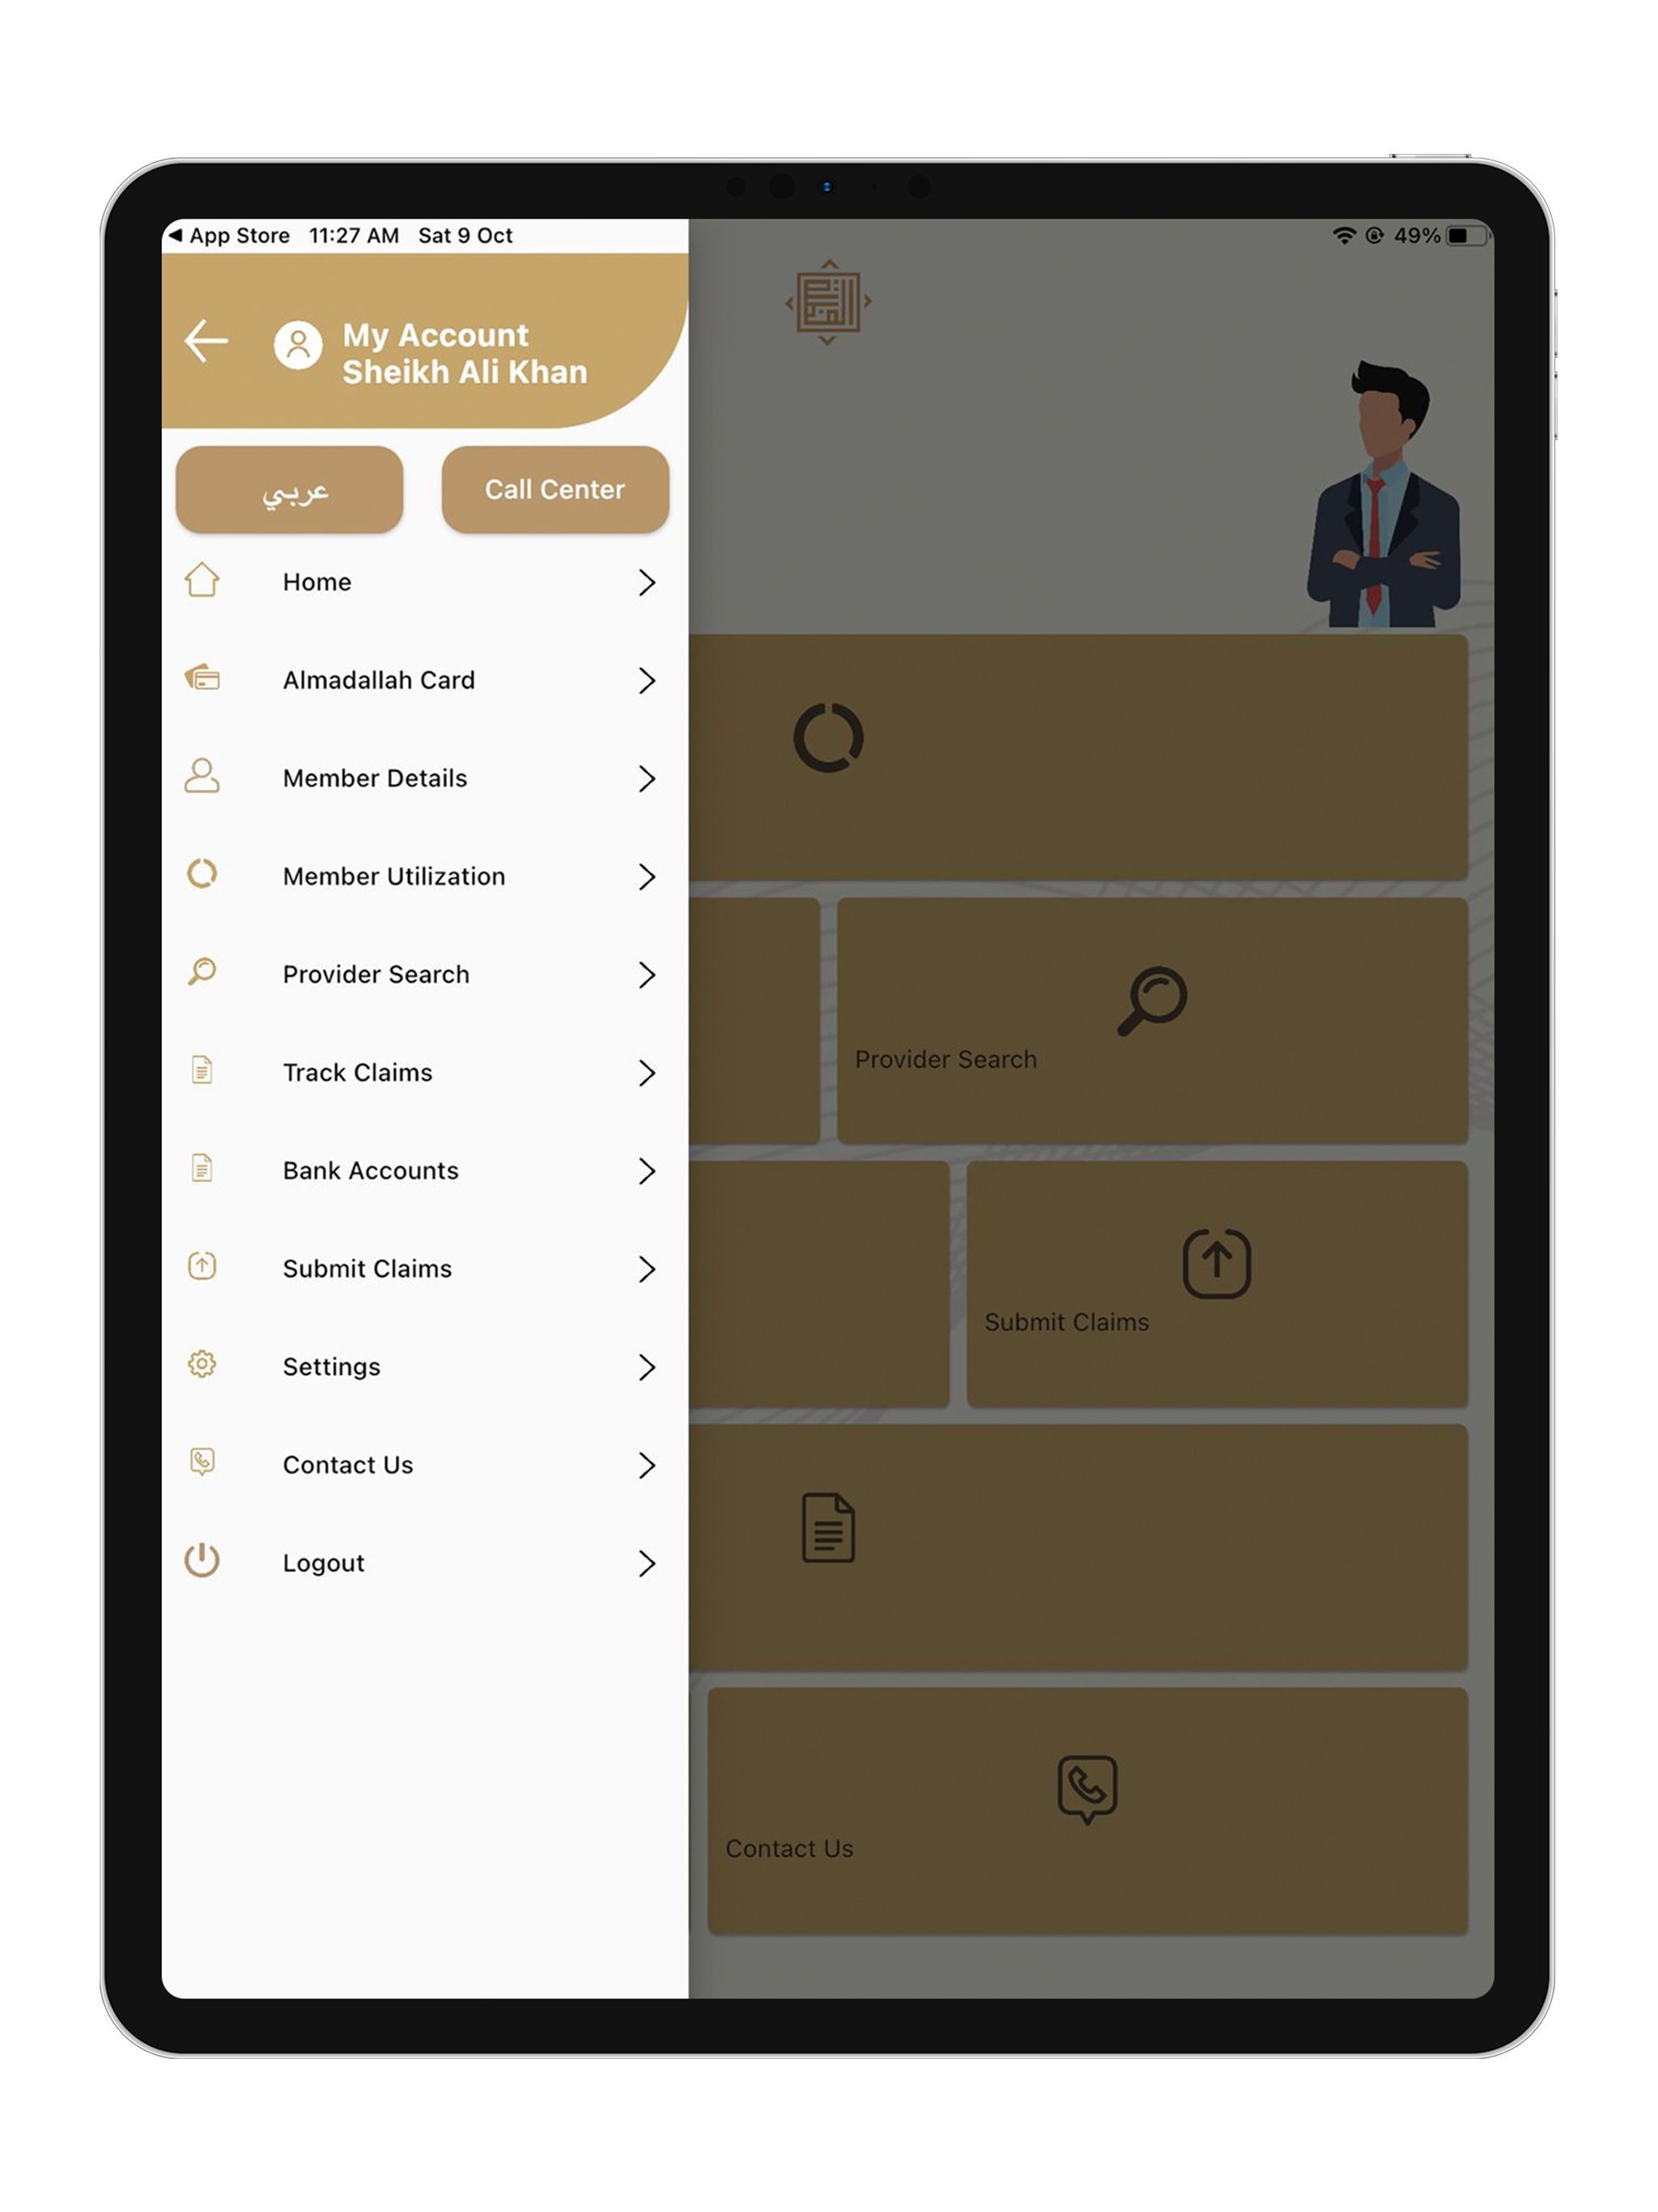 App Store 11:27 AM Sat 9 Oct
49%
My Account
Sheikh Ali Khan
عربي
Call Center
Home
Almadallah Card
Member Details
Member Utilization
Provider Search
Track Claims
Bank Accounts
Submit Claims
Settings
Contact Us
Logout
Provider Search
Submit Claims
Contact Us